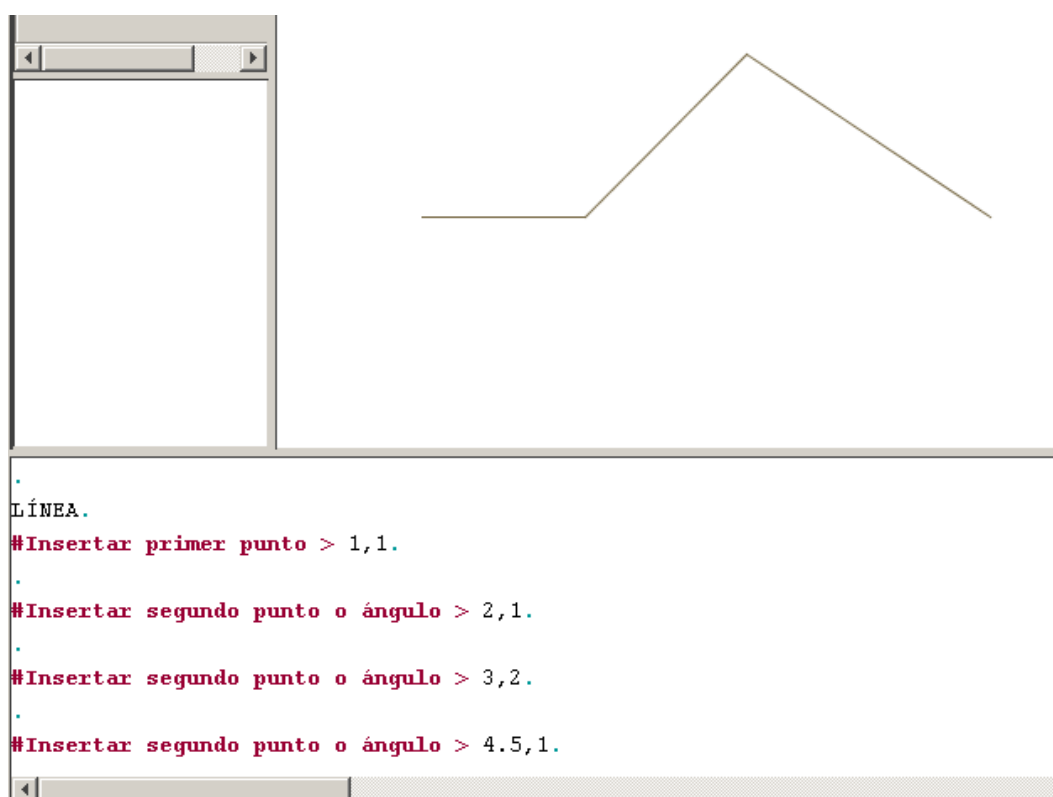 .
LÍNEA.
#Insertar primer punto > 1,1.
.
#Insertar segundo punto o ángulo > 2,1.
.
#Insertar segundo punto o ángulo > 3,2.
.
#Insertar segundo punto o ángulo > 4.5,1.